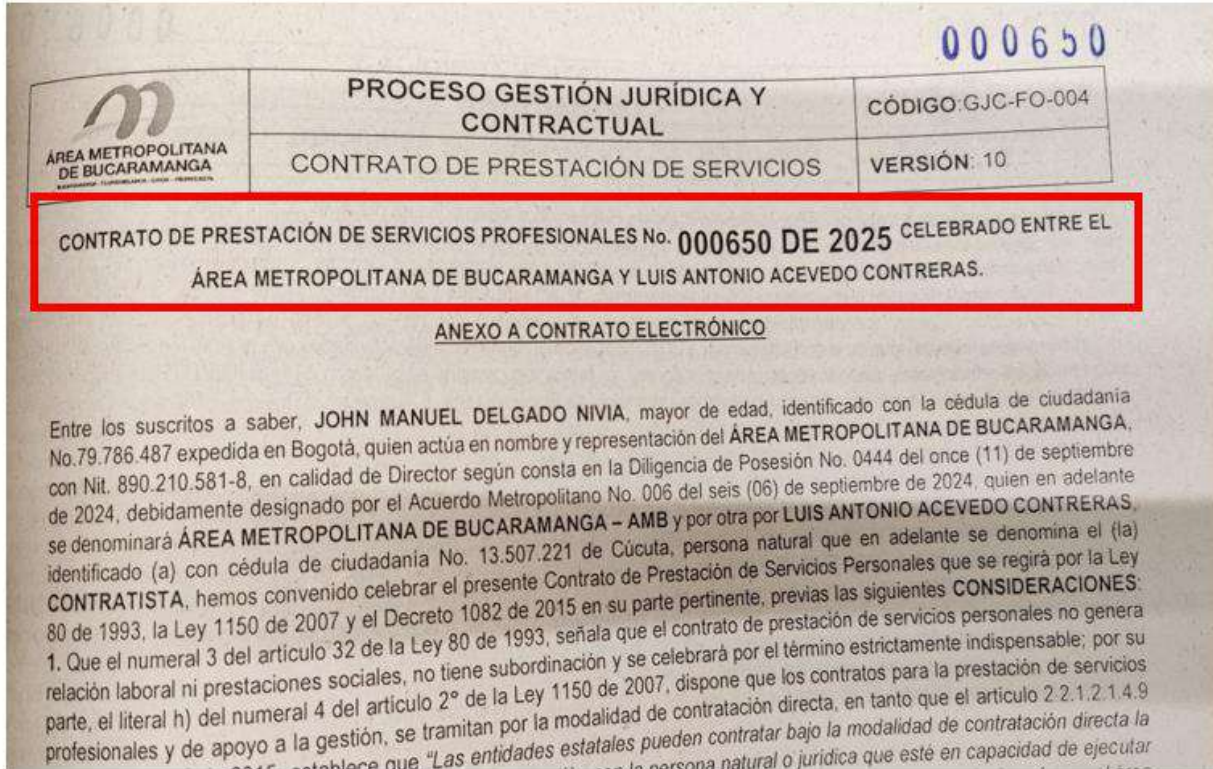 000650
ÁREA METROPOLITANA
DE BUCARAMANGA
PROCESO GESTIÓN JURÍDICA Y
CONTRACTUAL
CÓDIGO:GJC-FO-004
CONTRATO DE PRESTACIÓN DE SERVICIOS
VERSIÓN: 10
CONTRATO DE PRESTACIÓN DE SERVICIOS PROFESIONALES No. 000650 DE 2025 CELEBRADO ENTRE EL
ÁREA METROPOLITANA DE BUCARAMANGA Y LUIS ANTONIO ACEVEDO CONTRERAS.
ANEXO A CONTRATO ELECTRÓNICO
Entre los suscritos a saber, JOHN MANUEL DELGADO NIVIA, mayor de edad, identificado con la cédula de ciudadanía
No.79.786.487 expedida en Bogotá, quien actúa en nombre y representación del ÁREA METROPOLITANA DE BUCARAMANGA,
con Nit. 890.210.581-8, en calidad de Director según consta en la Diligencia de Posesión No. 0444 del once (11) de septiembre
de 2024, debidamente designado por el Acuerdo Metropolitano No. 006 del seis (06) de septiembre de 2024, quien en adelante
se denominará ÁREA METROPOLITANA DE BUCARAMANGA – AMB y por otra por LUIS ANTONIO ACEVEDO CONTRERAS,
identificado (a) con cédula de ciudadanía No. 13.507.221 de Cúcuta, persona natural que en adelante se denomina el (la)
CONTRATISTA, hemos convenido celebrar el presente Contrato de Prestación de Servicios Personales que se regirá por la Ley
80 de 1993, la Ley 1150 de 2007 y el Decreto 1082 de 2015 en su parte pertinente, previas las siguientes CONSIDERACIONES:
1. Que el numeral 3 del artículo 32 de la Ley 80 de 1993, señala que el contrato de prestación de servicios personales no genera
relación laboral ni prestaciones sociales, no tiene subordinación y se celebrará por el término estrictamente indispensable; por su
parte, el literal h) del numeral 4 del artículo 2° de la Ley 1150 de 2007, dispone que los contratos para la prestación de servicios
profesionales y de apoyo a la gestión, se tramitan por la modalidad de contratación directa, en tanto que el artículo 2.2.1.2.1.4.9
establece que "Las entidades estatales pueden contratar bajo la modalidad de contratación directa la
persona natural o jurídica que esté en capacidad de ejecutar